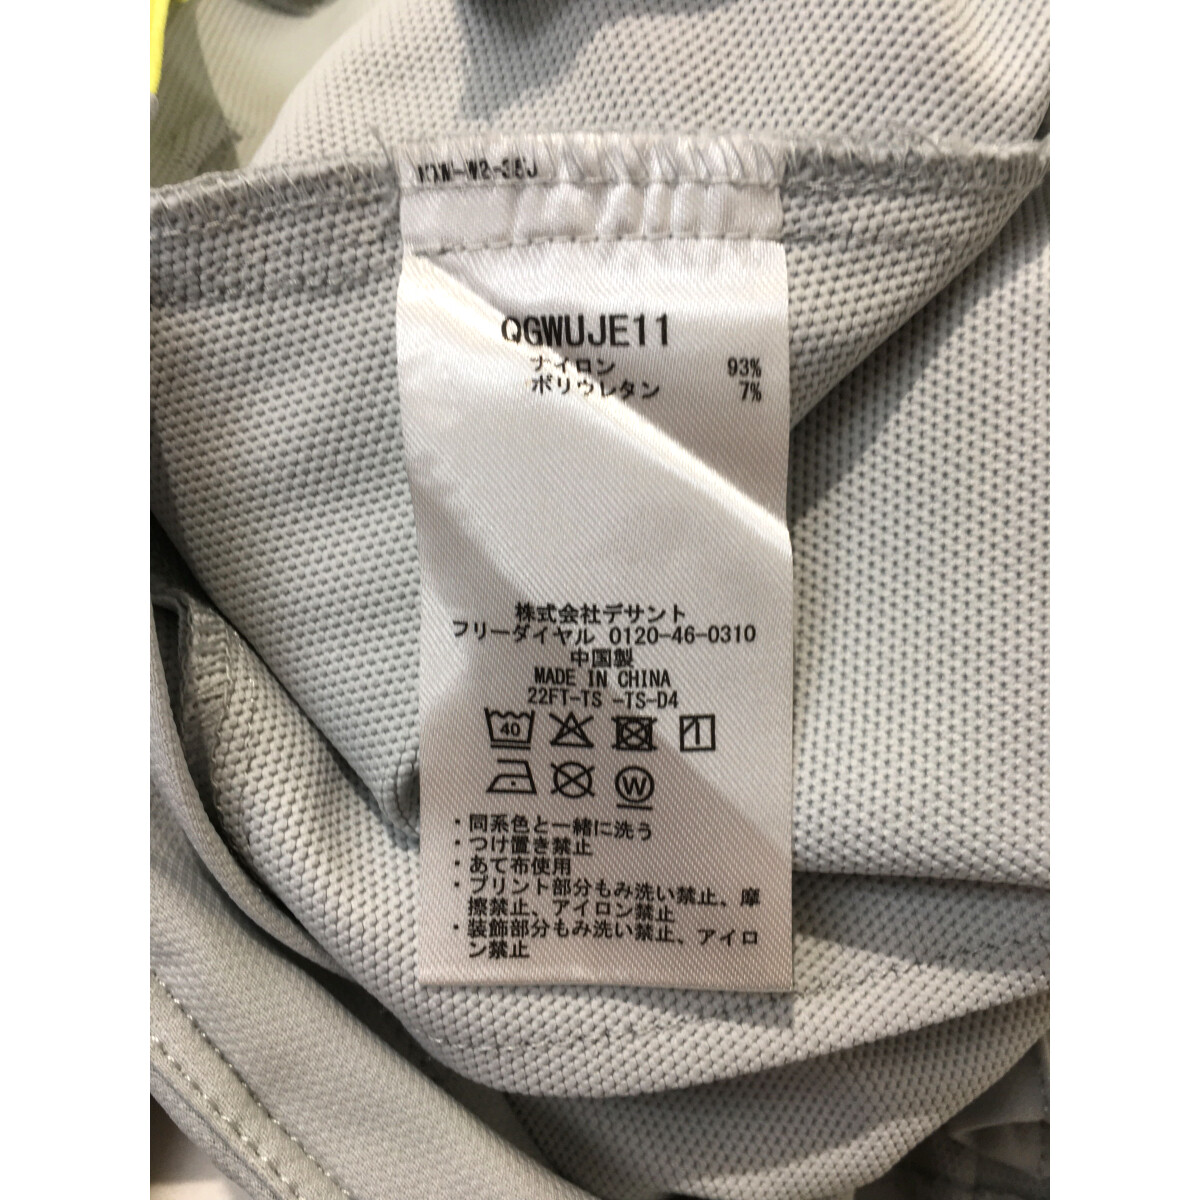 QGWUJE11
ナイロン 93%
ポリウレタン 7%
株式会社デサント
フリーダイヤル 0120-46-0310
中国製
MADE IN CHINA
22FT-TS -TS-D4
40
W
・同系色と一緒に洗う
・つけ置き禁止
・あて布使用
・プリント部分もみ洗い禁止、摩
擦禁止、アイロン禁止
・装飾部分もみ洗い禁止、アイロ
ン禁止